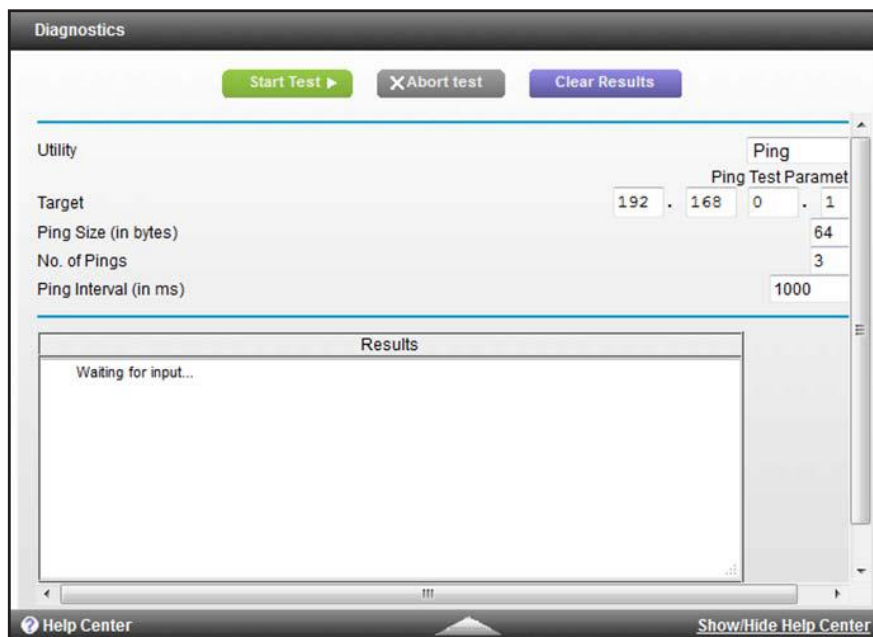 Diagnostics
Start Test
Abort test
Clear Results
Utility
Ping
Ping Test Paramet
Target
192 . 168 0 . 1
Ping Size (in bytes)
64
No. of Pings
3
Ping Interval (in ms)
1000
Results
Waiting for input...
? Help Center
Show/Hide Help Center